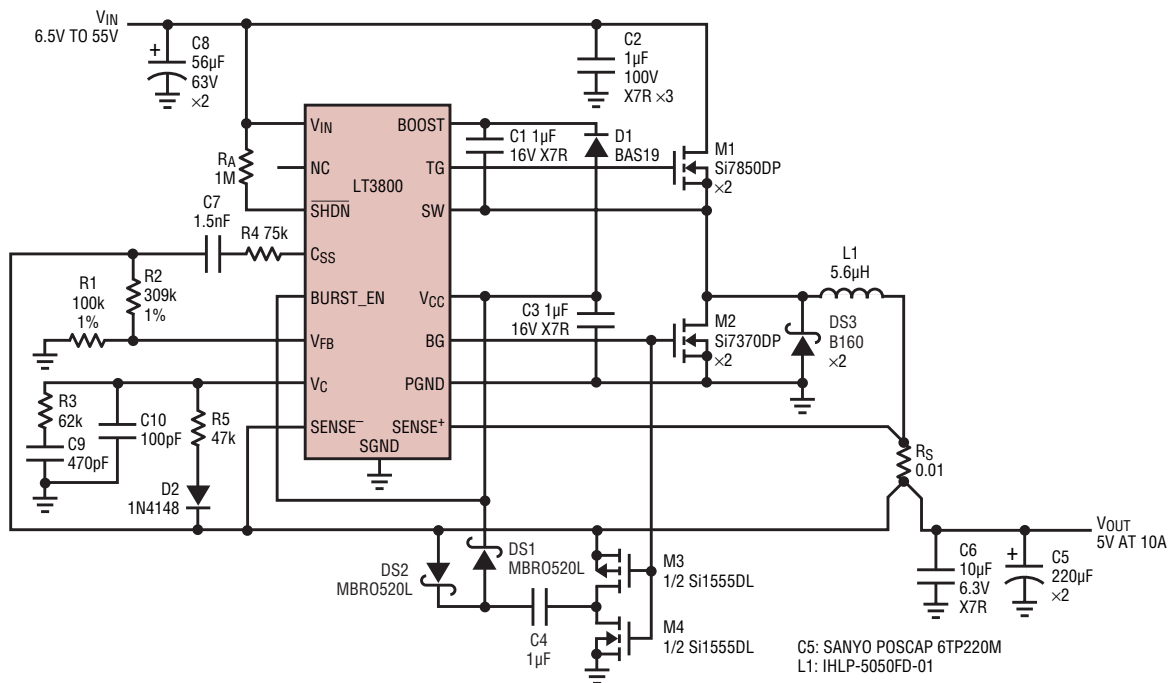 VIN
6.5V TO 55V
C8
56µF
63V
×2
+
C2
1µF
100V
X7R ×3
RA
1M
VIN
NC
SHDN
CSS
BURST_EN
VFB
VC
SENSE–
LT3800
SGND
BOOST
TG
SW
VCC
BG
PGND
SENSE+
C1 1µF
16V X7R
D1
BAS19
M1
Si7850DP
×2
C7
1.5nF
R4 75k
R1
100k
1%
R2
309k
1%
C3 1µF
16V X7R
M2
Si7370DP
×2
L1
5.6µH
DS3
B160
×2
R3
62k
C9
470pF
C10
100pF
R5
47k
D2
1N4148
RS
0.01
DS2
MBRO520L
DS1
MBRO520L
C4
1µF
M3
1/2 Si1555DL
M4
1/2 Si1555DL
VOUT
5V AT 10A
C6
10µF
6.3V
X7R
+
C5
220µF
×2
C5: SANYO POSCAP 6TP220M
L1: IHLP-5050FD-01